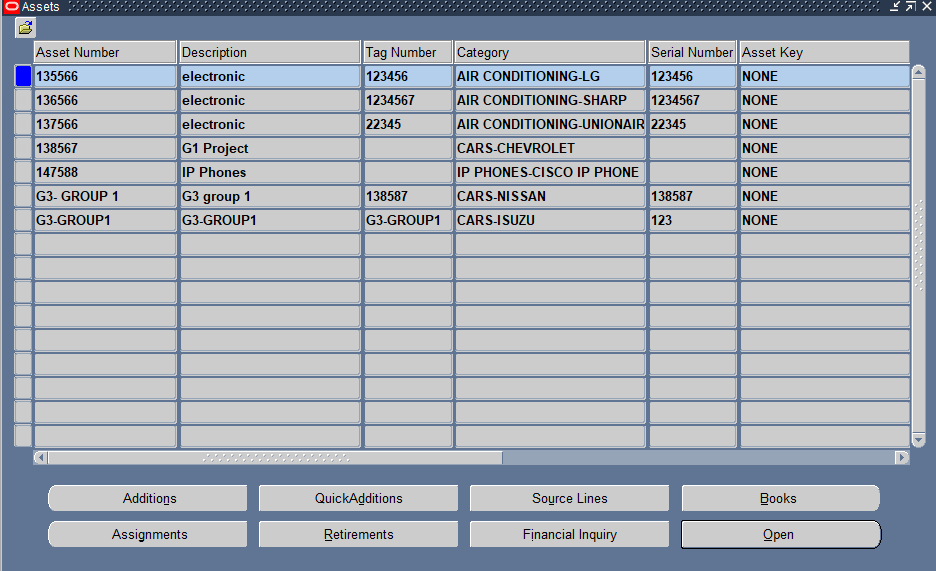 Assets
Asset Number Description Tag Number Category Serial Number Asset Key
135566 electronic 123456 AIR CONDITIONING-LG 123456 NONE
136566 electronic 1234567 AIR CONDITIONING-SHARP 1234567 NONE
137566 electronic 22345 AIR CONDITIONING-UNIONAIR 22345 NONE
138567 G1 Project CARS-CHEVROLET NONE
147588 IP Phones IP PHONES-CISCO IP PHONE NONE
G3- GROUP 1 G3 group 1 138587 CARS-NISSAN 138587 NONE
G3-GROUP1 G3-GROUP1 G3-GROUP1 CARS-ISUZU 123 NONE
Additions QuickAdditions Source Lines Books
Assignments Retirements Financial Inquiry Open